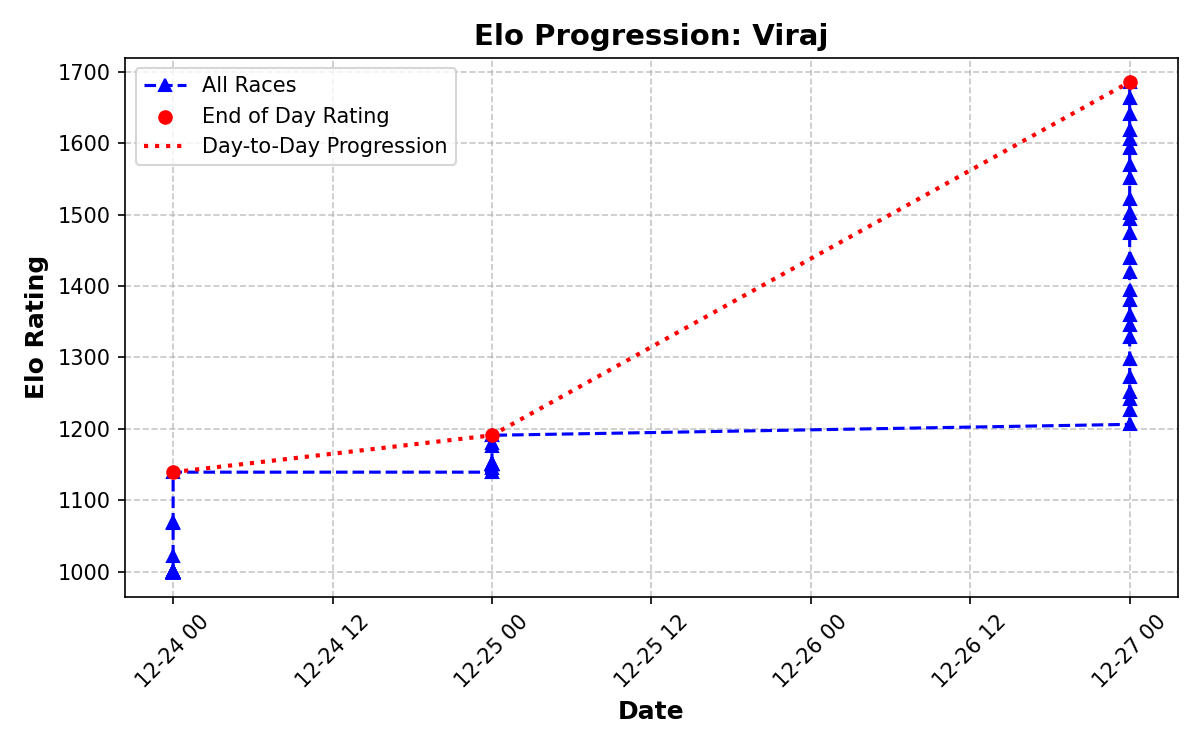 Elo Progression: Viraj
All Races
End of Day Rating
Day-to-Day Progression
Elo Rating
1700
1600
1500
1400
1300
1200
1100
1000
12-24 00
12-24 12
12-25 00
12-25 12
12-26 00
12-26 12
12-27 00
Date